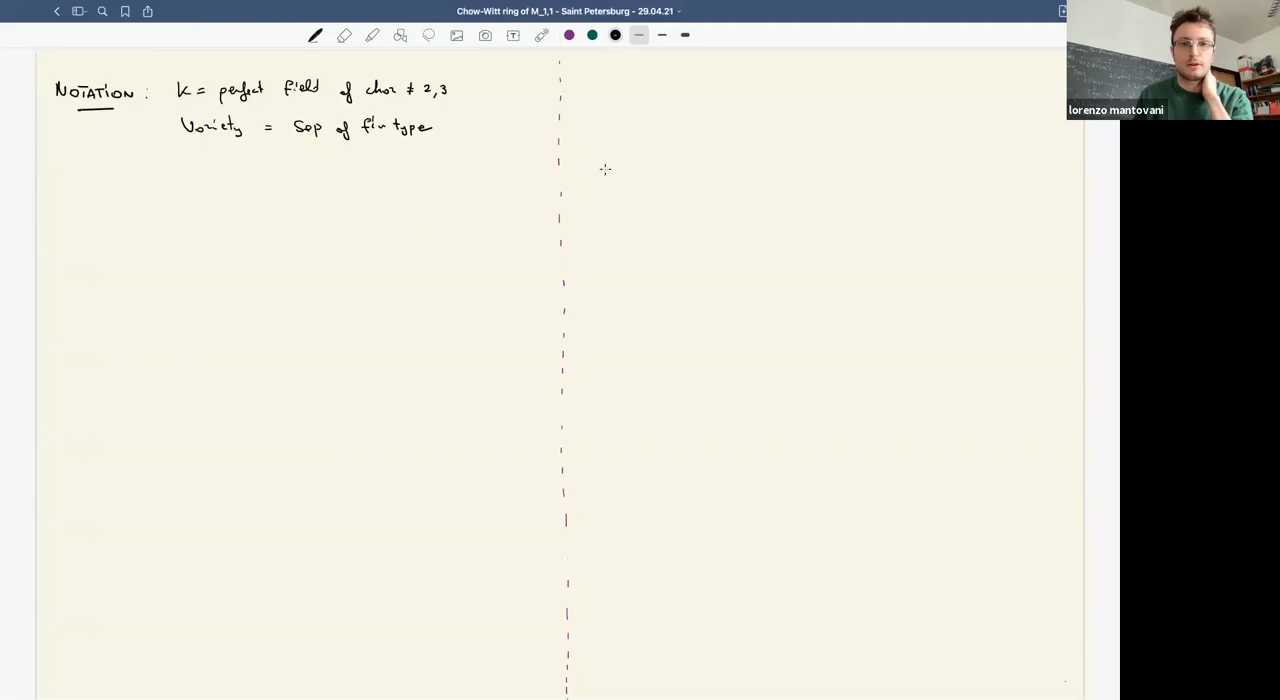 Chow-Witt ring of M_1,1 - Saint Petersburg - 29.04.21
lorenzo mantovani
NOTATION : K = perfect field of char ≠ 2,3
Variety = Sep of fin type